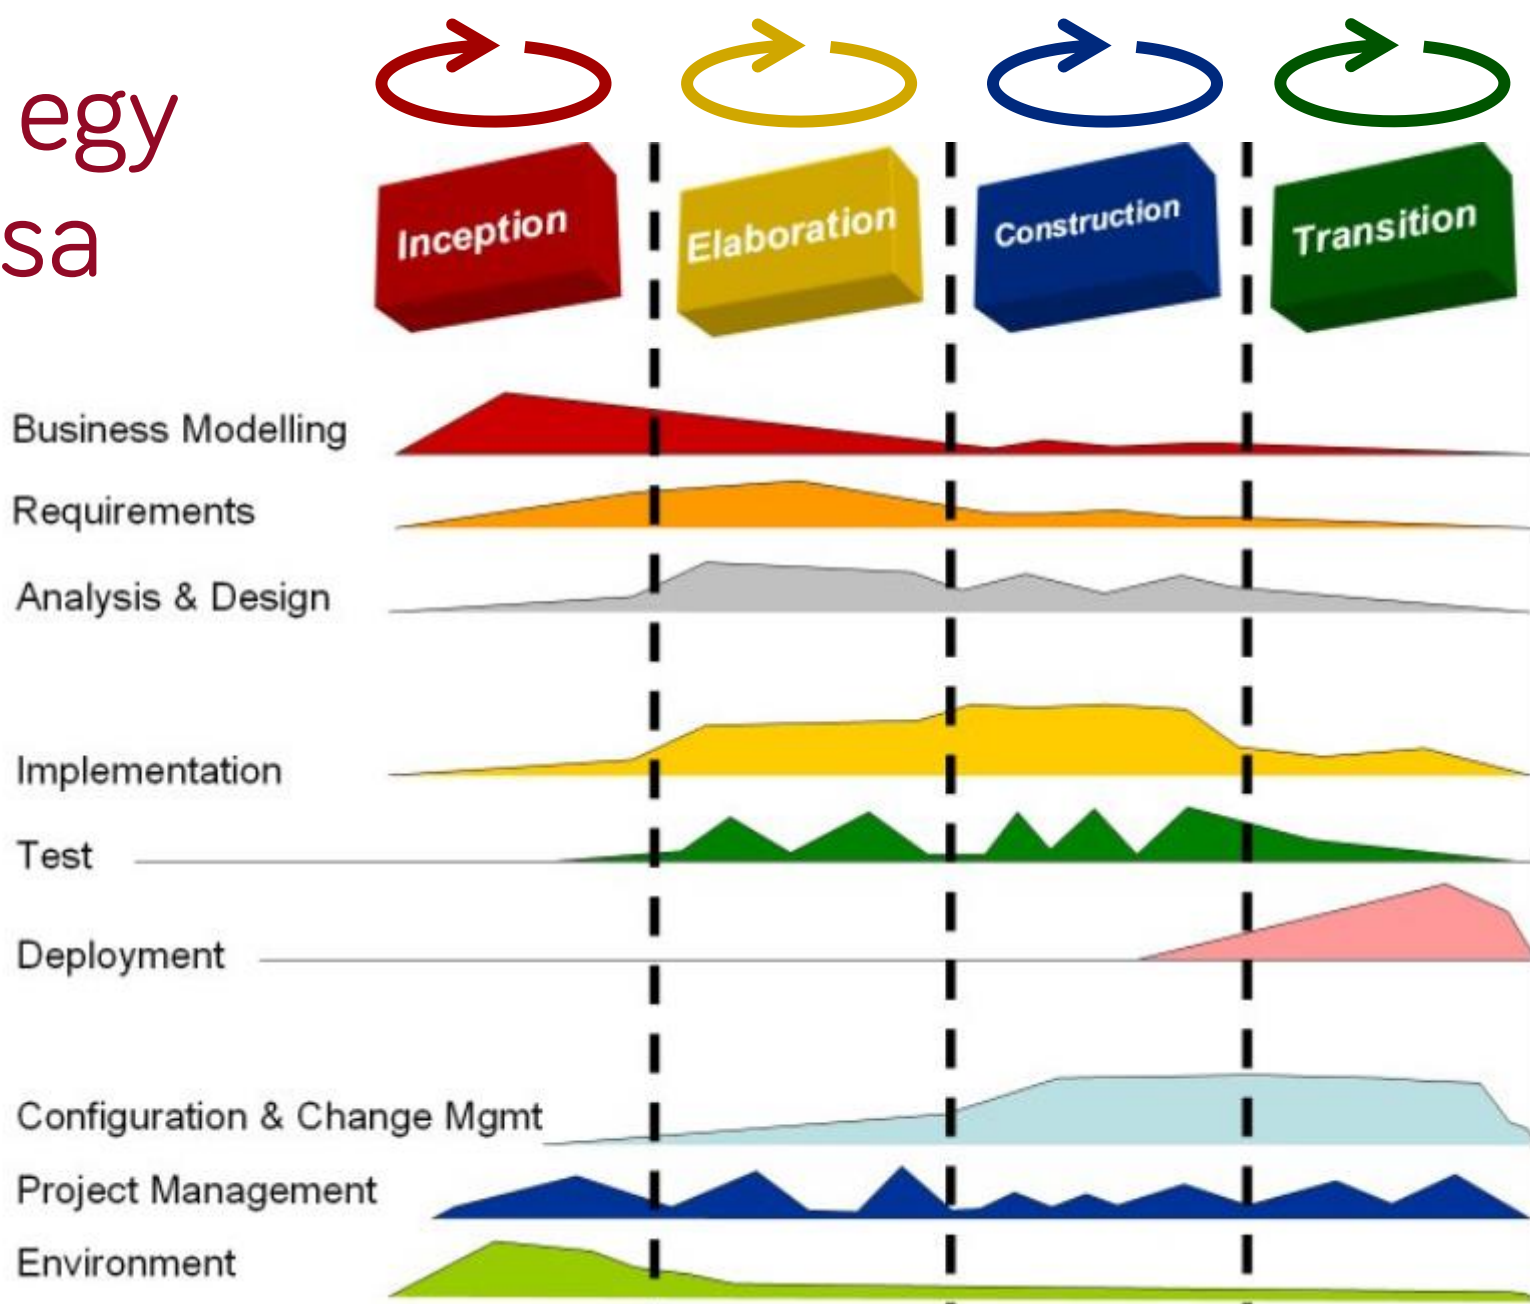 egy
sa
Inception
Elaboration
Construction
Transition
Business Modelling
Requirements
Analysis & Design
Implementation
Test
Deployment
Configuration & Change Mgmt
Project Management
Environment